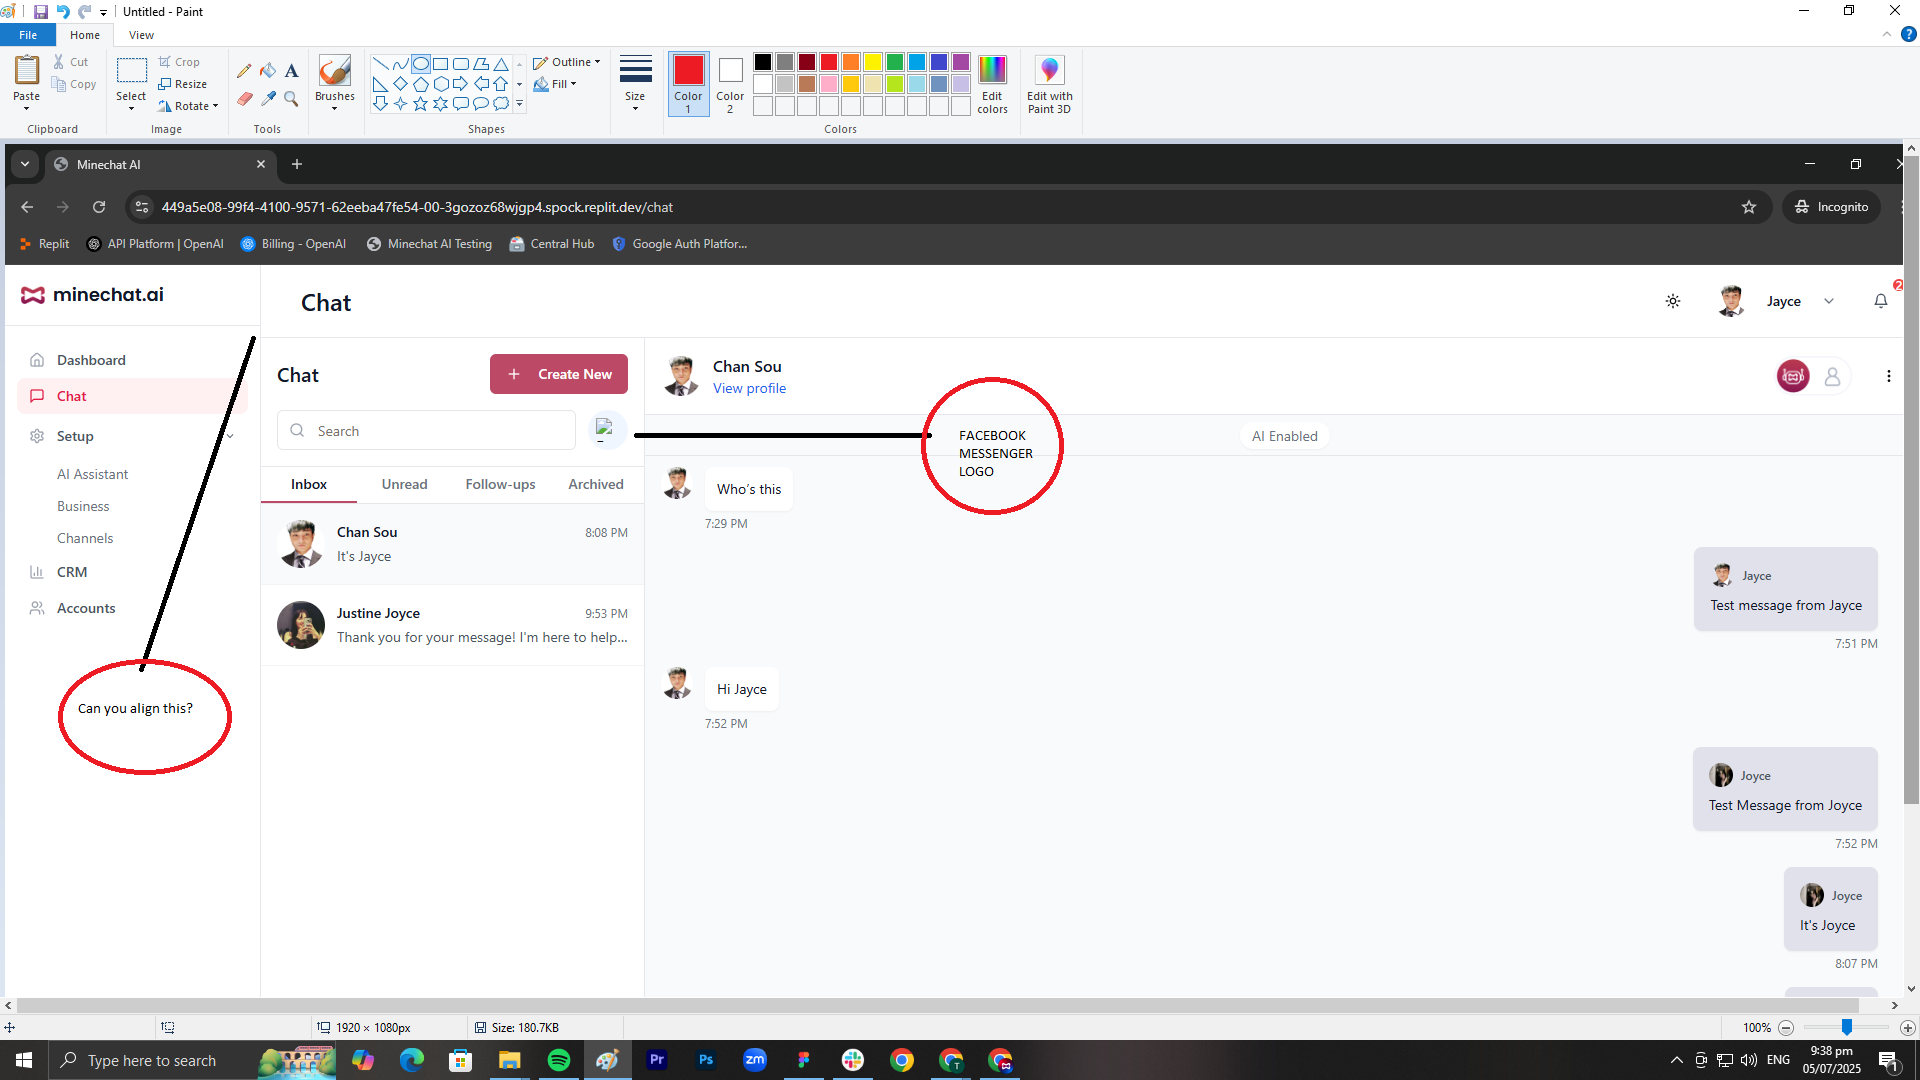 Untitled - Paint
File Home View
Paste
Cut
Copy
Clipboard
Select
Crop
Resize
Rotate
Image
Tools
Brushes
Outline
Fill
Shapes
Size
Color 1
Color 2
Edit colors
Edit with Paint 3D
Colors
Minechat AI
449a5e08-99f4-4100-9571-62eeba47fe54-00-3gozoz68wjgp4.spock.replit.dev/chat
Incognito
Replit
API Platform | OpenAI
Billing - OpenAI
Minechat AI Testing
Central Hub
Google Auth Platfor...
minechat.ai
Chat
Jayce
2
Dashboard
Chat
Setup
AI Assistant
Business
Channels
CRM
Accounts
Can you align this?
Chat
Create New
Search
Inbox Unread Follow-ups Archived
Chan Sou 8:08 PM
It's Jayce
Justine Joyce 9:53 PM
Thank you for your message! I'm here to help...
Chan Sou
View profile
FACEBOOK
MESSENGER
LOGO
AI Enabled
Who's this
7:29 PM
Jayce
Test message from Jayce
7:51 PM
Hi Jayce
7:52 PM
Joyce
Test Message from Joyce
7:52 PM
Joyce
It's Joyce
8:07 PM
1920 × 1080px
Size: 180.7KB
100%
Type here to search
Pr
Ps
zm
T
ENG
9:38 pm
05/07/2025
1